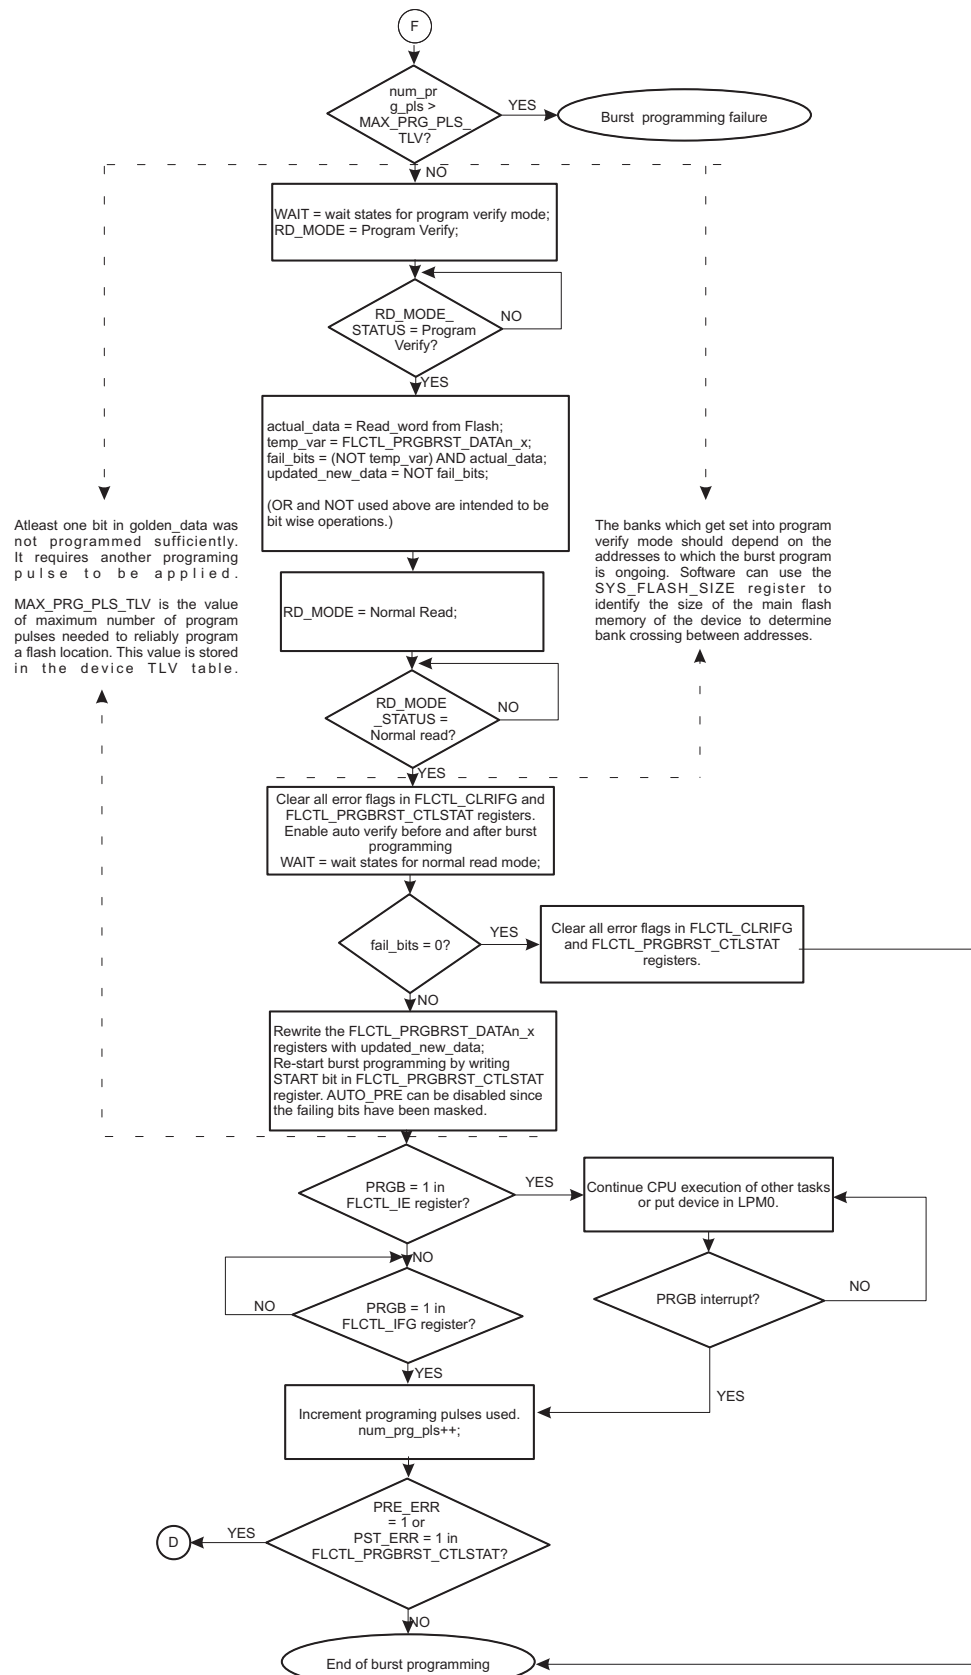 F
num_pr
g_pls >
MAX_PRG_PLS_
TLV?
YES
Burst programming failure
NO
WAIT = wait states for program verify mode;
RD_MODE = Program Verify;
RD_MODE_
STATUS = Program
Verify?
NO
YES
actual_data = Read_word from Flash;
temp_var = FLCTL_PRGBRST_DATAn_x;
fail_bits = (NOT temp_var) AND actual_data;
updated_new_data = NOT fail_bits;
(OR and NOT used above are intended to be
bit wise operations.)
Atleast one bit in golden_data was
not programmed sufficiently.
It requires another programing
pulse to be applied.
MAX_PRG_PLS_TLV is the value
of maximum number of program
pulses needed to reliably program
a flash location. This value is stored
in the device TLV table.
The banks which get set into program
verify mode should depend on the
addresses to which the burst program
is ongoing. Software can use the
SYS_FLASH_SIZE register to
identify the size of the main flash
memory of the device to determine
bank crossing between addresses.
RD_MODE = Normal Read;
RD_MODE
_STATUS =
Normal read?
NO
YES
Clear all error flags in FLCTL_CLRIFG and
FLCTL_PRGBRST_CTLSTAT registers.
Enable auto verify before and after burst
programming
WAIT = wait states for normal read mode;
fail_bits = 0?
YES
Clear all error flags in FLCTL_CLRIFG
and FLCTL_PRGBRST_CTLSTAT
registers.
NO
Rewrite the FLCTL_PRGBRST_DATAn_x
registers with updated_new_data;
Re-start burst programming by writing
START bit in FLCTL_PRGBRST_CTLSTAT
register. AUTO_PRE can be disabled since
the failing bits have been masked.
PRGB = 1 in
FLCTL_IE register?
YES
Continue CPU execution of other tasks
or put device in LPM0.
NO
PRGB = 1 in
FLCTL_IFG register?
NO
PRGB interrupt?
NO
YES
YES
Increment programing pulses used.
num_prg_pls++;
PRE_ERR
= 1 or
PST_ERR = 1 in
FLCTL_PRGBRST_CTLSTAT?
YES
D
NO
End of burst programming